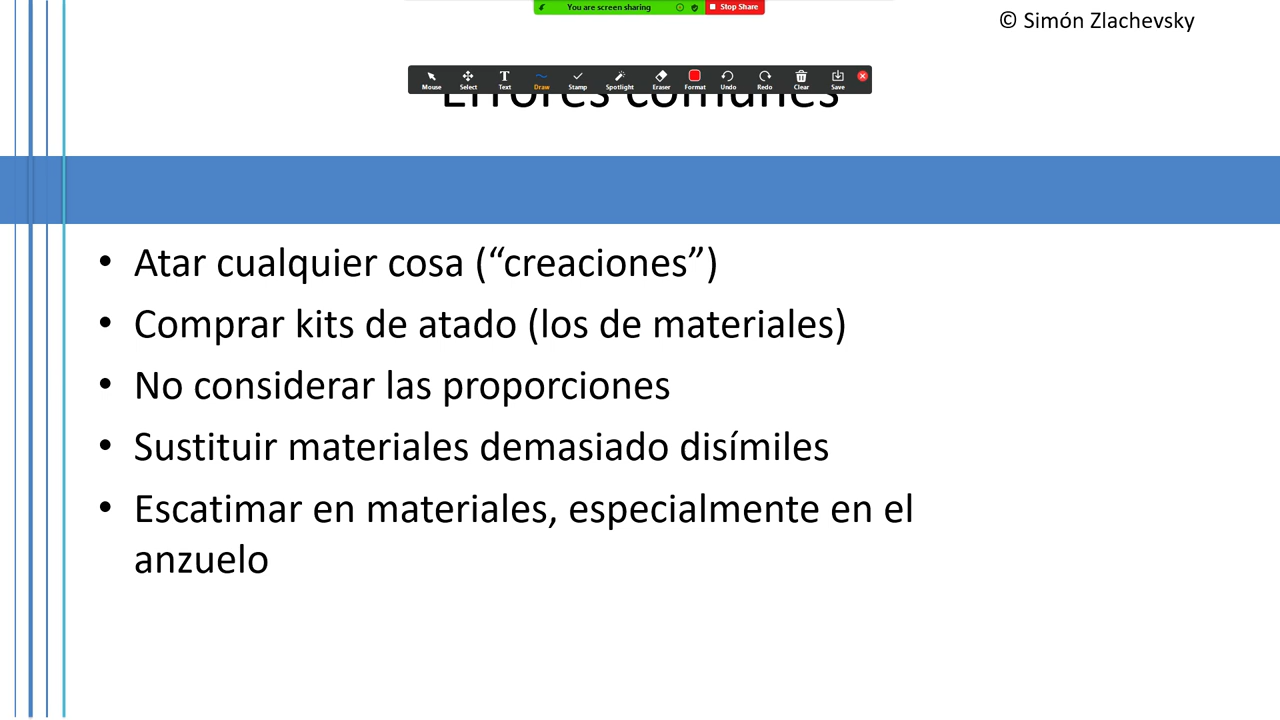 You are screen sharing
Stop Share
© Simón Zlachevsky
Mouse
Select
Text
Draw
Stamp
Spotlight
Eraser
Format
Undo
Redo
Clear
Save
Errores comunes
• Atar cualquier cosa (“creaciones”)
• Comprar kits de atado (los de materiales)
• No considerar las proporciones
• Sustituir materiales demasiado disímiles
• Escatimar en materiales, especialmente en el
anzuelo